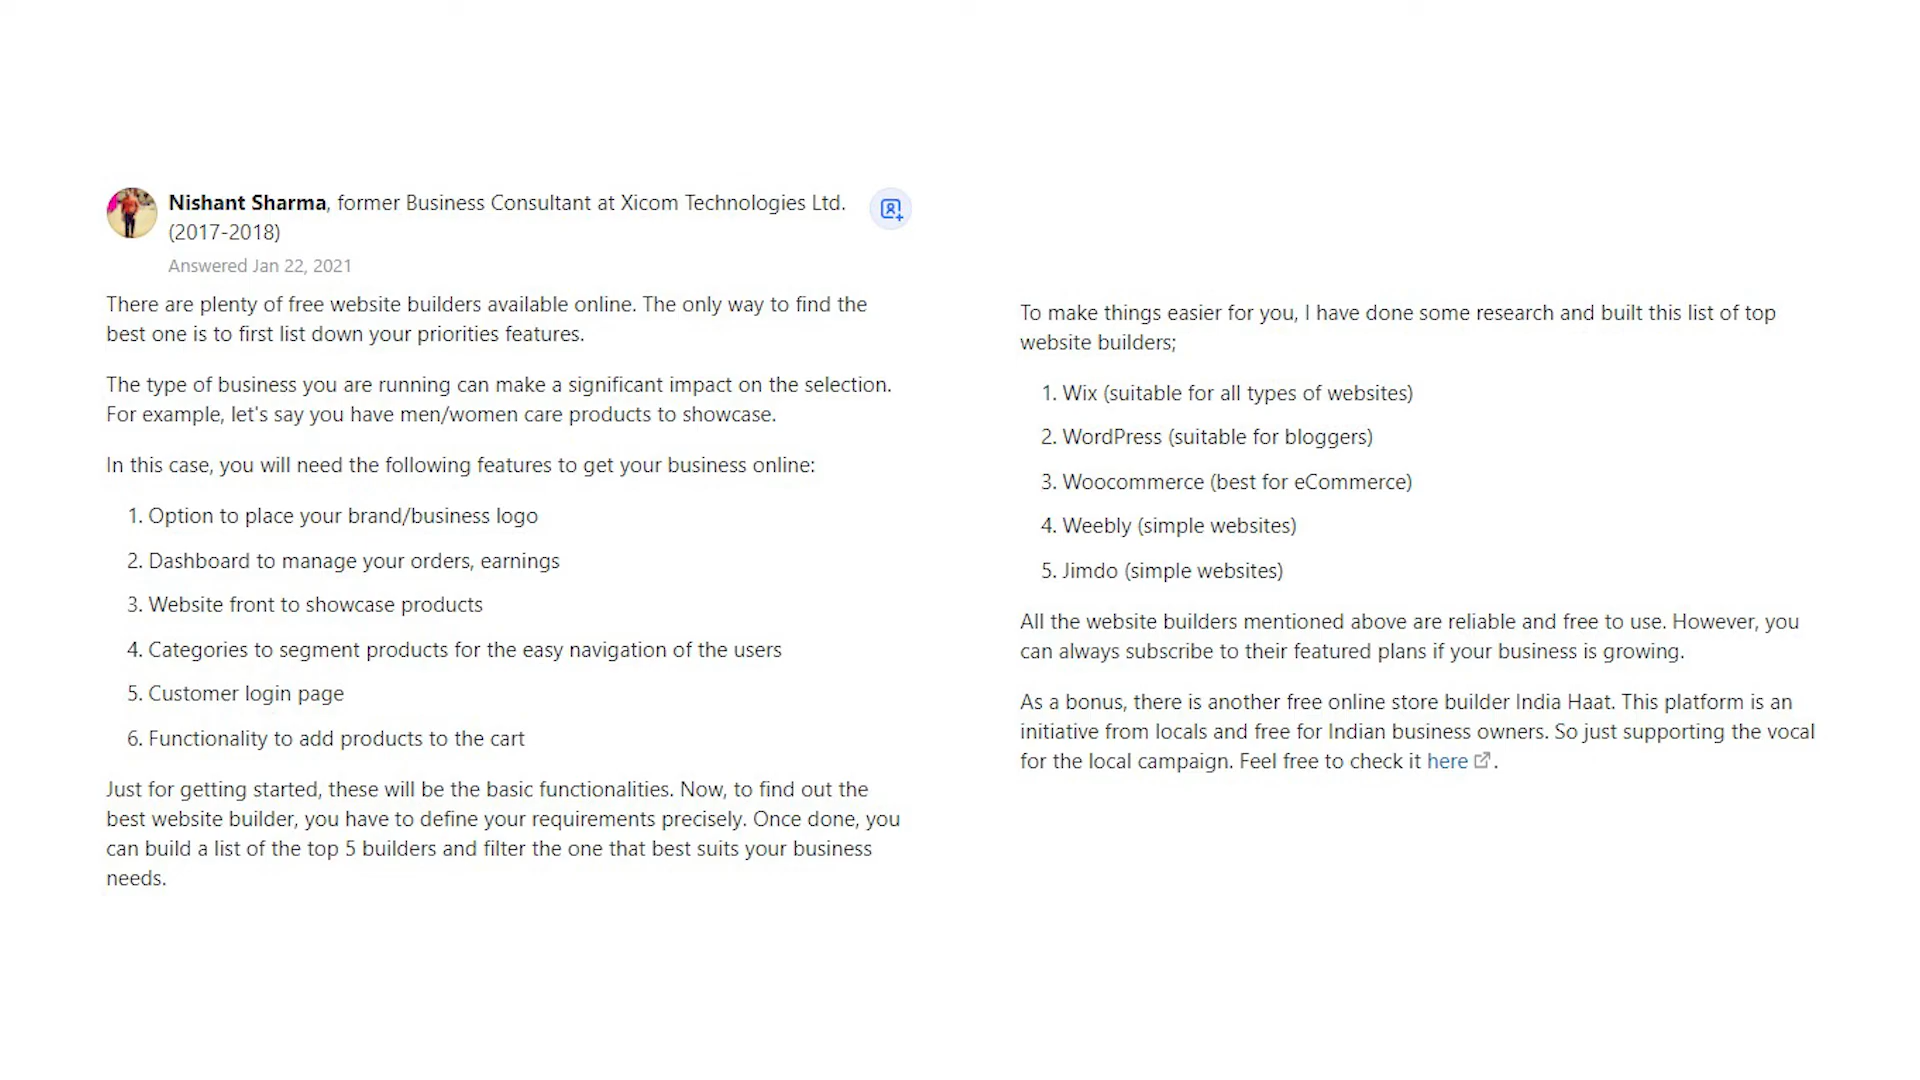 Nishant Sharma, former Business Consultant at Xicom Technologies Ltd.
(2017-2018)
Answered Jan 22, 2021
There are plenty of free website builders available online. The only way to find the
best one is to first list down your priorities features.
The type of business you are running can make a significant impact on the selection.
For example, let's say you have men/women care products to showcase.
In this case, you will need the following features to get your business online:
1. Option to place your brand/business logo
2. Dashboard to manage your orders, earnings
3. Website front to showcase products
4. Categories to segment products for the easy navigation of the users
5. Customer login page
6. Functionality to add products to the cart
Just for getting started, these will be the basic functionalities. Now, to find out the
best website builder, you have to define your requirements precisely. Once done, you
can build a list of the top 5 builders and filter the one that best suits your business
needs.
To make things easier for you, I have done some research and built this list of top
website builders;
1. Wix (suitable for all types of websites)
2. WordPress (suitable for bloggers)
3. Woocommerce (best for eCommerce)
4. Weebly (simple websites)
5. Jimdo (simple websites)
All the website builders mentioned above are reliable and free to use. However, you
can always subscribe to their featured plans if your business is growing.
As a bonus, there is another free online store builder India Haat. This platform is an
initiative from locals and free for Indian business owners. So just supporting the vocal
for the local campaign. Feel free to check it here.